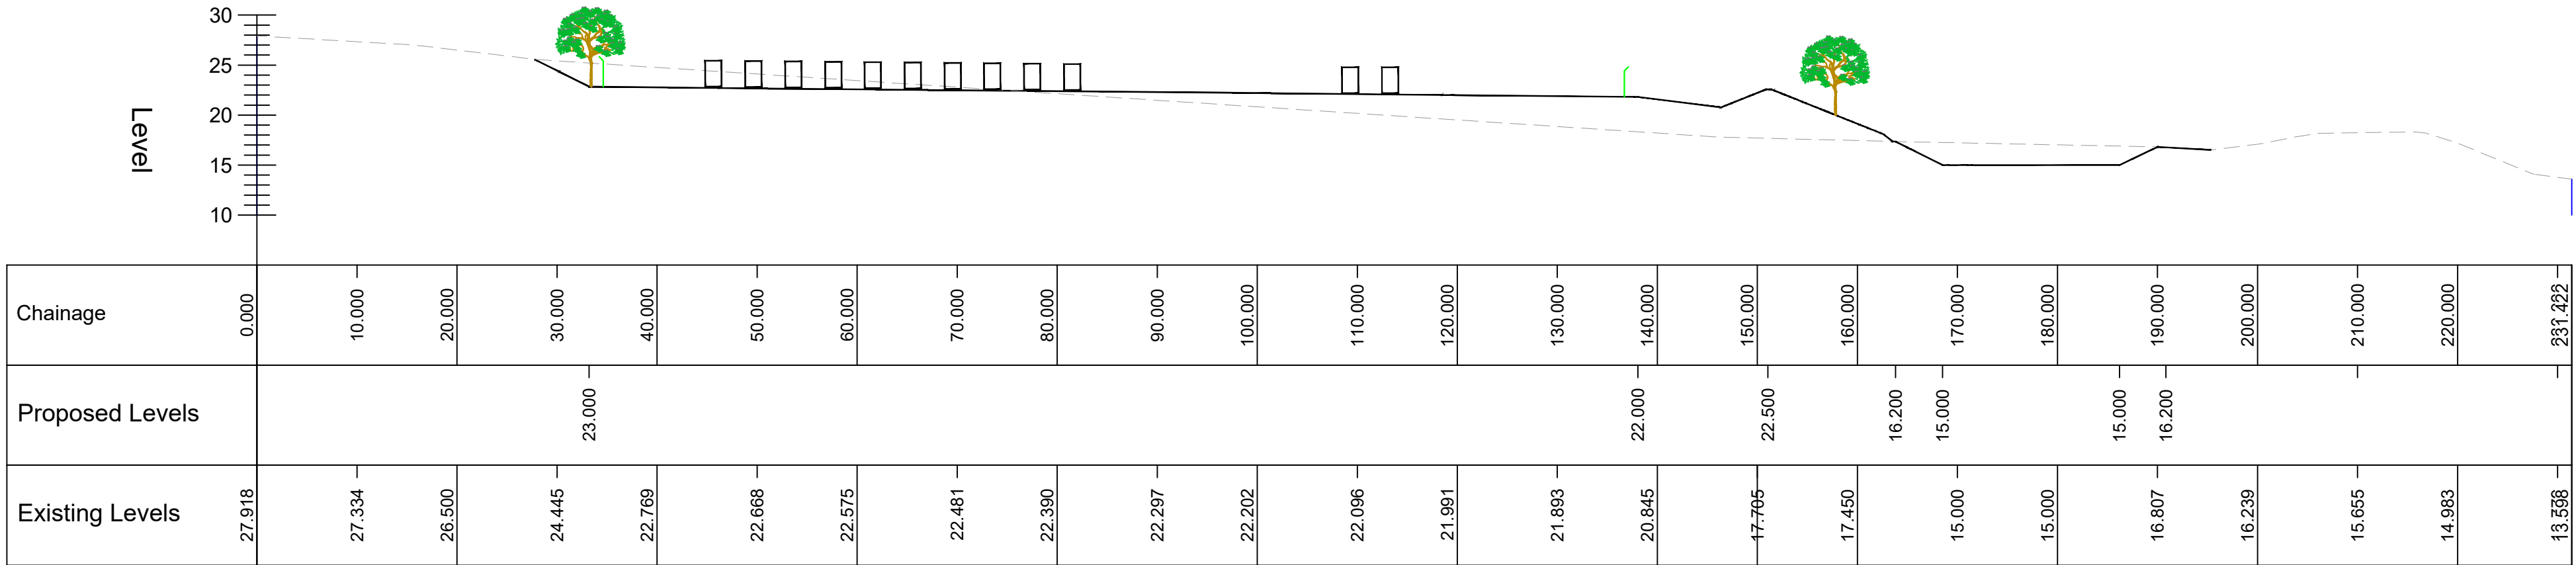 30
25
20
15
10
Level
Chainage 0.000 10.000 20.000 30.000 40.000 50.000 60.000 70.000 80.000 90.000 100.000 110.000 120.000 130.000 140.000 150.000 160.000 170.000 180.000 190.000 200.000 210.000 220.000 231.422
Proposed Levels 23.000 22.000 22.500 16.200 15.000 15.000 16.200
Existing Levels 27.918 27.334 26.500 24.445 22.769 22.668 22.575 22.481 22.390 22.297 22.202 22.096 21.991 21.893 20.845 17.705 17.450 15.000 15.000 16.807 16.239 15.655 14.983